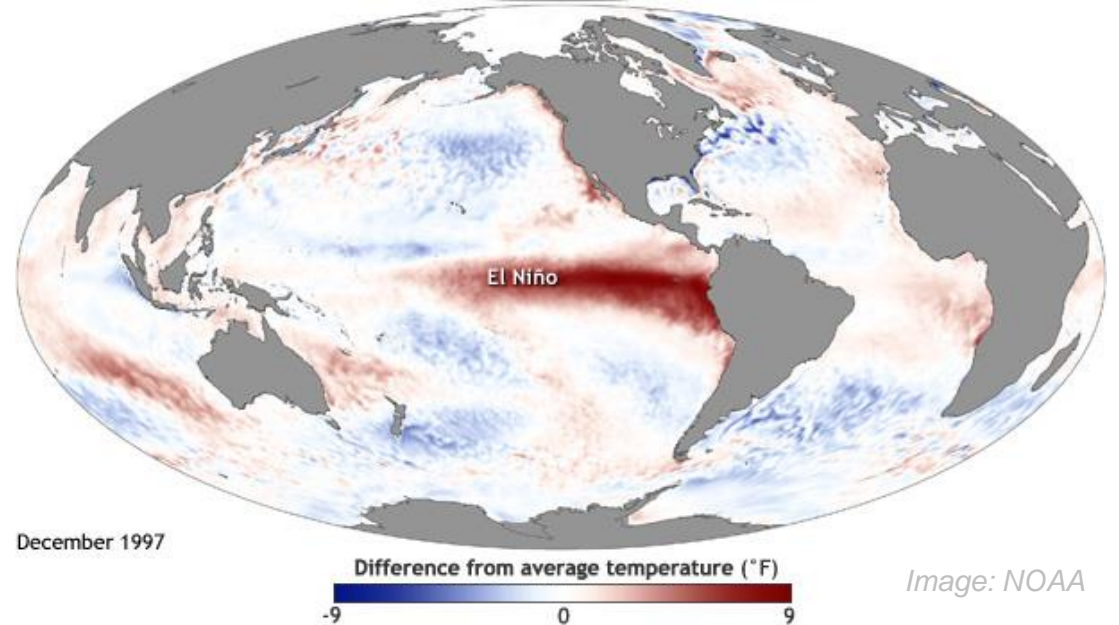 El Niño
December 1997
Difference from average temperature (°F)
-9 0 9
Image: NOAA